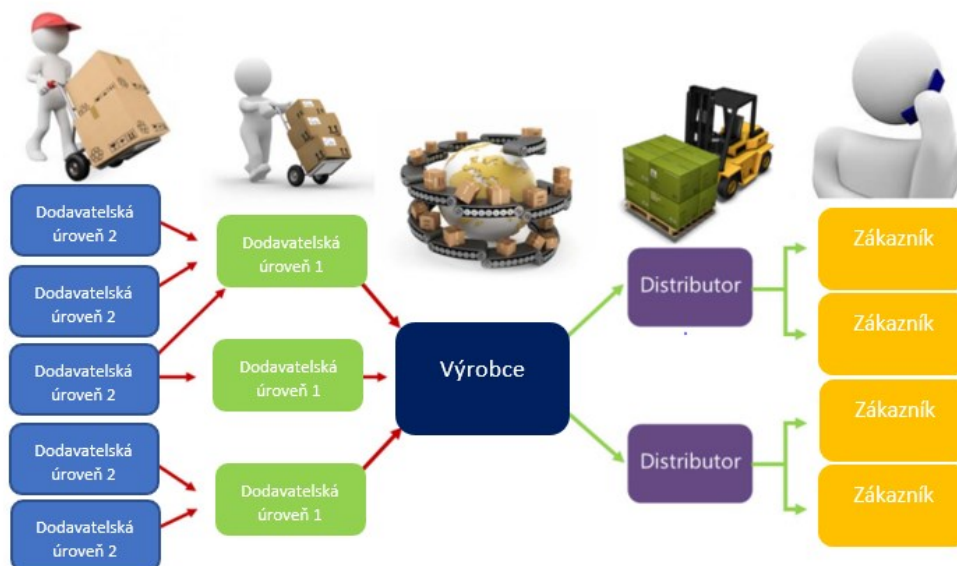 Dodavatelská
úroveň 2
Dodavatelská
úroveň 2
Dodavatelská
úroveň 2
Dodavatelská
úroveň 2
Dodavatelská
úroveň 2
Dodavatelská
úroveň 1
Dodavatelská
úroveň 1
Dodavatelská
úroveň 1
Výrobce
Distributor
Distributor
Zákazník
Zákazník
Zákazník
Zákazník